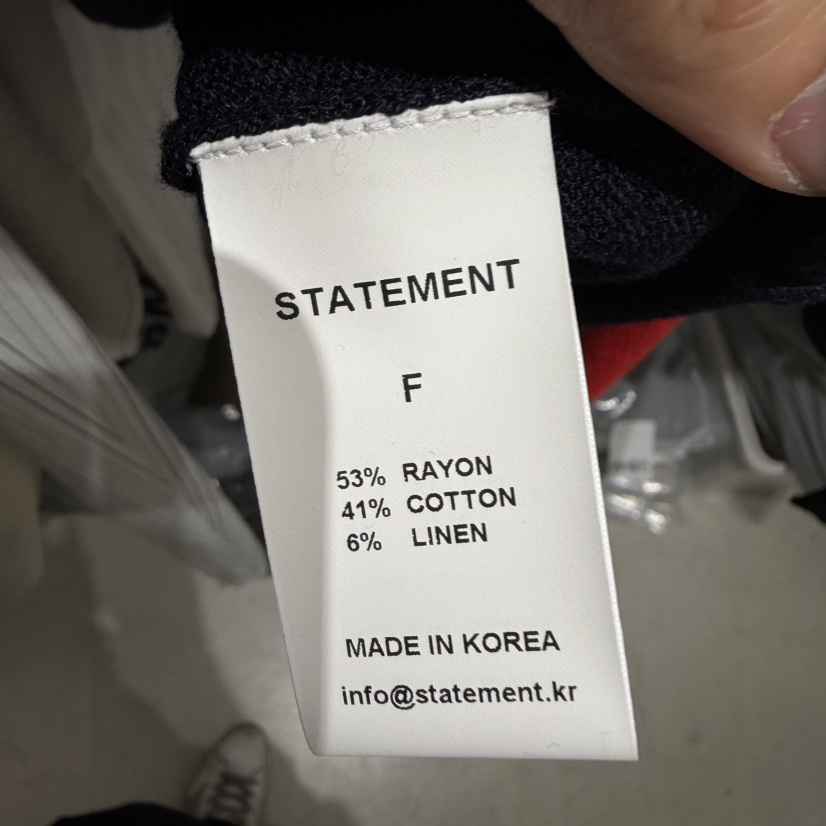 STATEMENT
F
53% RAYON
41% COTTON
6% LINEN
MADE IN KOREA
info@statement.kr